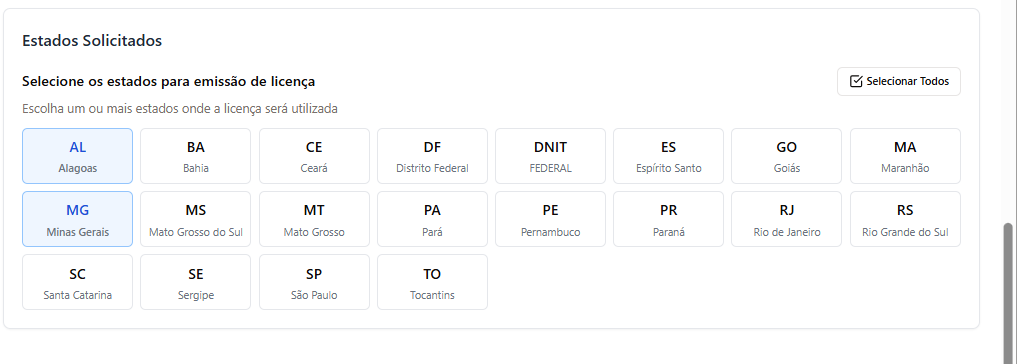 Estados Solicitados
Selecione os estados para emissão de licença
Selecionar Todos
Escolha um ou mais estados onde a licença será utilizada
AL BA CE DF DNIT ES GO MA
Alagoas Bahia Ceará Distrito Federal FEDERAL Espírito Santo Goiás Maranhão
MG MS MT PA PE PR RJ RS
Minas Gerais Mato Grosso do Sul Mato Grosso Pará Pernambuco Paraná Rio de Janeiro Rio Grande do Sul
SC SE SP TO
Santa Catarina Sergipe São Paulo Tocantins